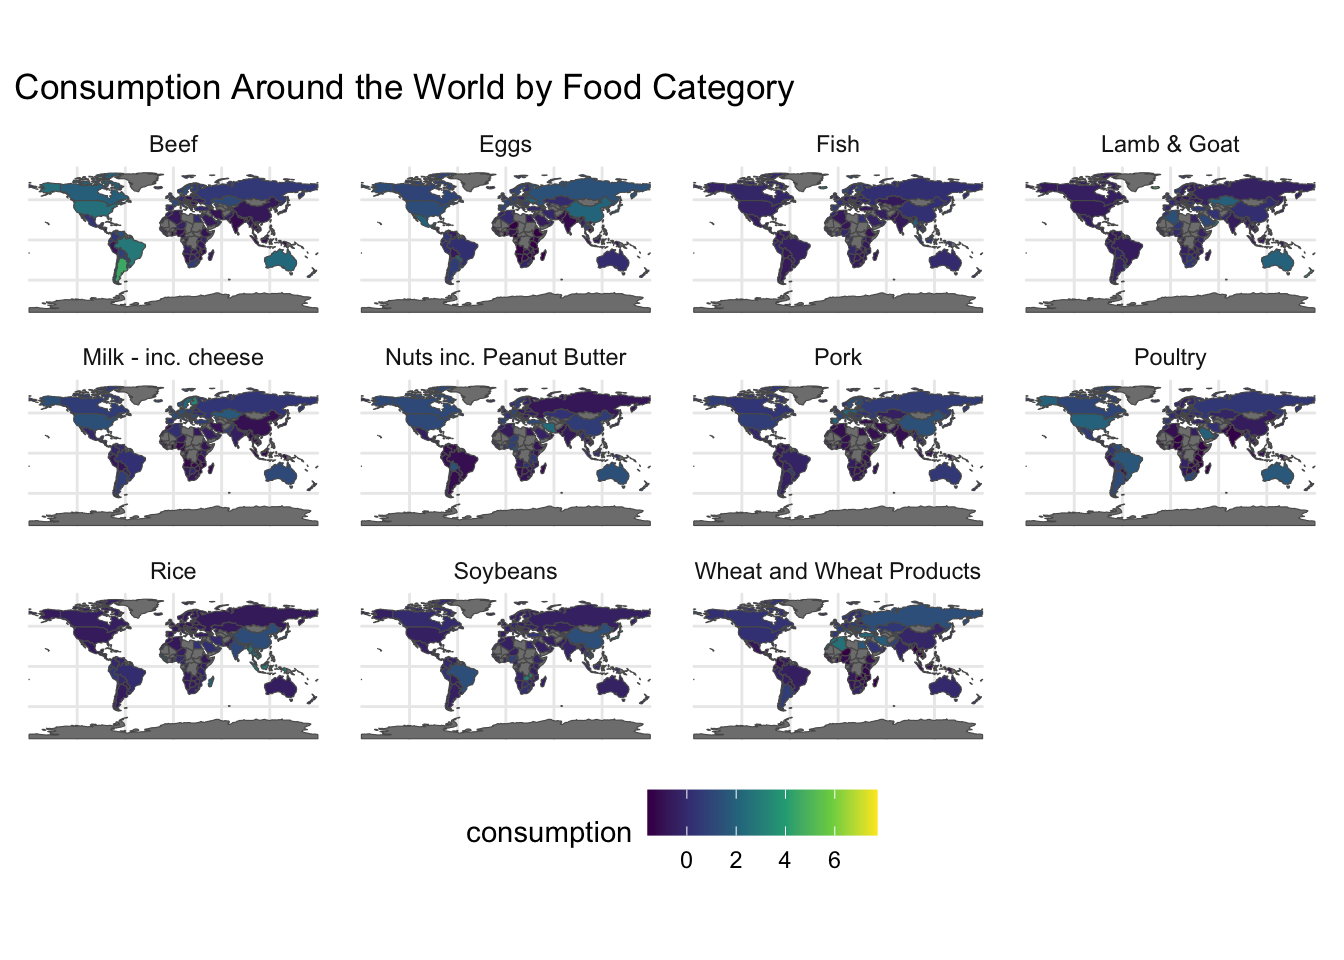 Consumption Around the World by Food Category
Beef
Eggs
Fish
Lamb & Goat
Milk - inc. cheese
Nuts inc. Peanut Butter
Pork
Poultry
Rice
Soybeans
Wheat and Wheat Products
consumption
0 2 4 6